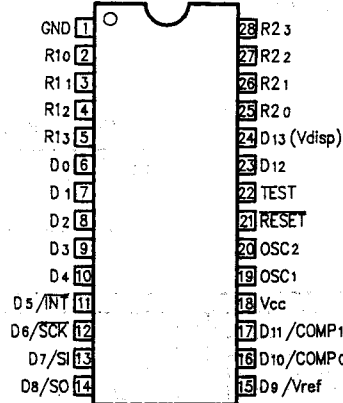 GND 1 28 R23
R10 2 27 R22
R11 3 26 R21
R12 4 25 R20
R13 5 24 D13 (Vdisp)
D0 6 23 D12
D1 7 22 TEST
D2 8 21 RESET
D3 9 20 OSC2
D4 10 19 OSC1
D5/INT 11 18 Vcc
D6/SCK 12 17 D11/COMP1
D7/SI 13 16 D10/COMP0
D8/SO 14 15 D9/Vref